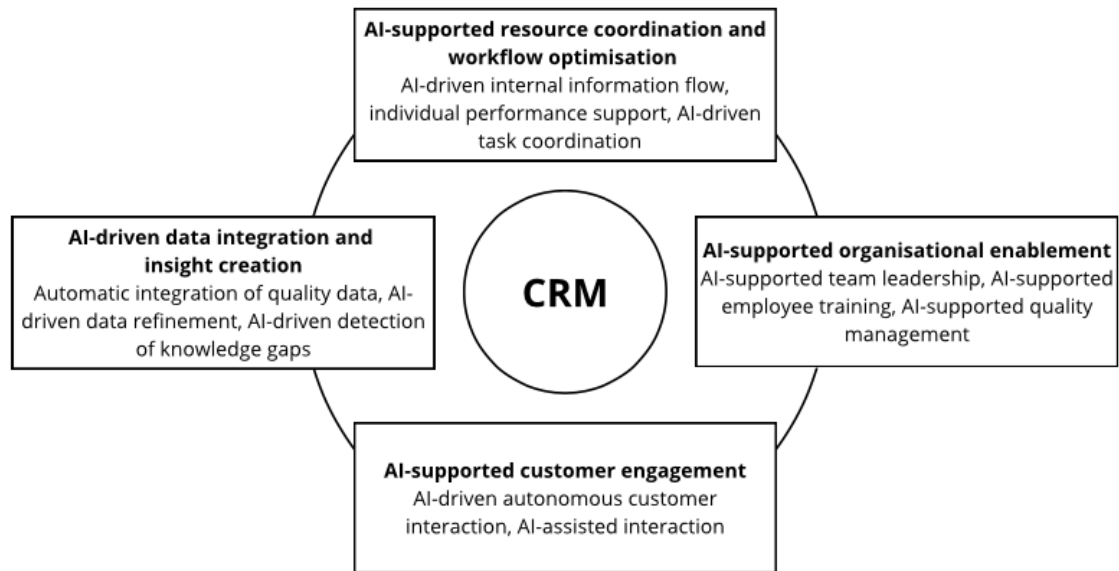 AI-supported resource coordination and
workflow optimisation
AI-driven internal information flow,
individual performance support, AI-driven
task coordination
AI-driven data integration and
insight creation
Automatic integration of quality data, AI-
driven data refinement, AI-driven detection
of knowledge gaps
CRM
AI-supported organisational enablement
AI-supported team leadership, AI-supported
employee training, AI-supported quality
management
AI-supported customer engagement
AI-driven autonomous customer
interaction, AI-assisted interaction